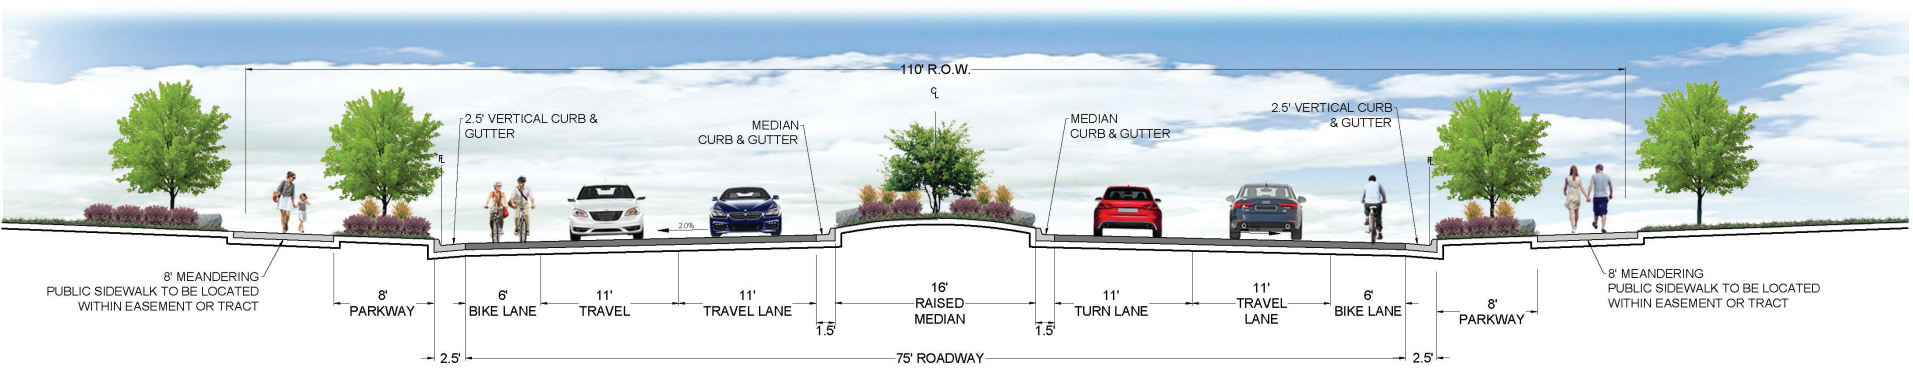 110' R.O.W.
CL
2.5' VERTICAL CURB &
GUTTER
MEDIAN
CURB & GUTTER
MEDIAN
CURB & GUTTER
2.5' VERTICAL CURB
& GUTTER
FL
FL
2.0%
8' MEANDERING
PUBLIC SIDEWALK TO BE LOCATED
WITHIN EASEMENT OR TRACT
8'
PARKWAY
6'
BIKE LANE
11'
TRAVEL
11'
TRAVEL LANE
1.5'
16'
RAISED
MEDIAN
1.5'
11'
TURN LANE
11'
TRAVEL
LANE
6'
BIKE LANE
8'
PARKWAY
8' MEANDERING
PUBLIC SIDEWALK TO BE LOCATED
WITHIN EASEMENT OR TRACT
2.5'
75' ROADWAY
2.5'